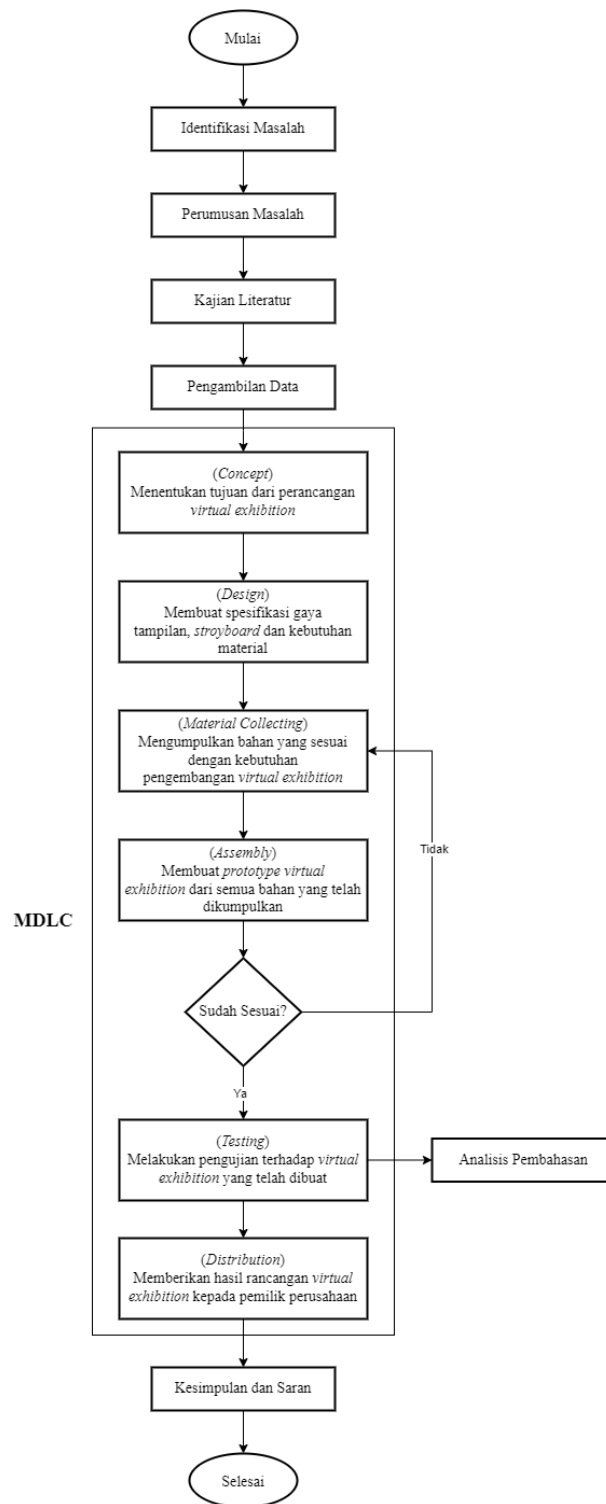 Mulai
Identifikasi Masalah
Perumusan Masalah
Kajian Literatur
Pengambilan Data
(Concept)
Menentukan tujuan dari perancangan
virtual exhibition
(Design)
Membuat spesifikasi gaya
tampilan, stroyboard dan kebutuhan
material
(Material Collecting)
Mengumpulkan bahan yang sesuai
dengan kebutuhan
pengembangan virtual exhibition
Tidak
(Assembly)
Membuat prototype virtual
exhibition dari semua bahan yang telah
dikumpulkan
MDLC
Sudah Sesuai?
Ya
(Testing)
Melakukan pengujian terhadap virtual
exhibition yang telah dibuat
Analisis Pembahasan
(Distribution)
Memberikan hasil rancangan virtual
exhibition kepada pemilik perusahaan
Kesimpulan dan Saran
Selesai